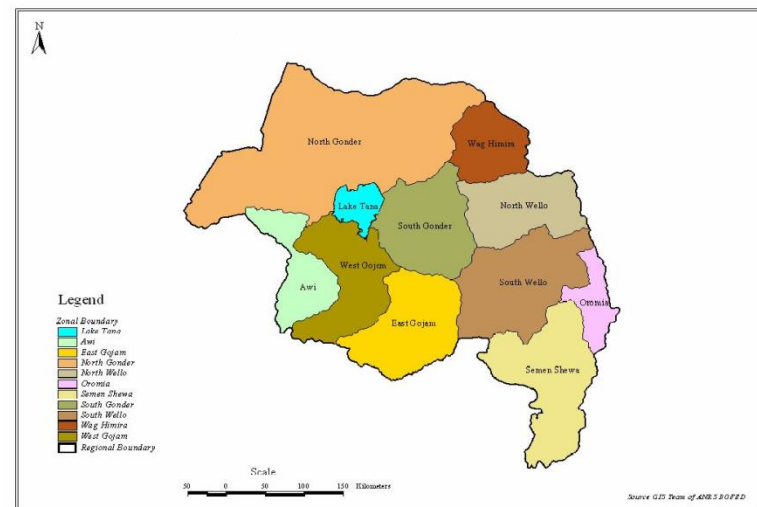 N
North Gonder
Wag Himira
Lake Tana
South Gonder
North Wello
West Gojam
Awi
South Wello
Oromia
East Gojam
Semen Shewa
Legend
Zonal Boundary
Lake Tana
Awi
East Gojam
North Gonder
North Wello
Oromia
Semen Shewa
South Gonder
South Wello
Wag Himira
West Gojam
Regional Boundary
Scale
50 0 50 100 150 Kilometers
Source GIS Team of ANRS BOFED